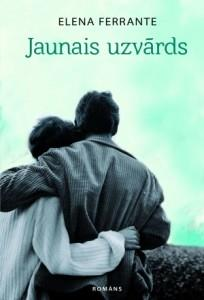 ELENA FERRANTE
Jaunais uzvārds
ROMĀNS